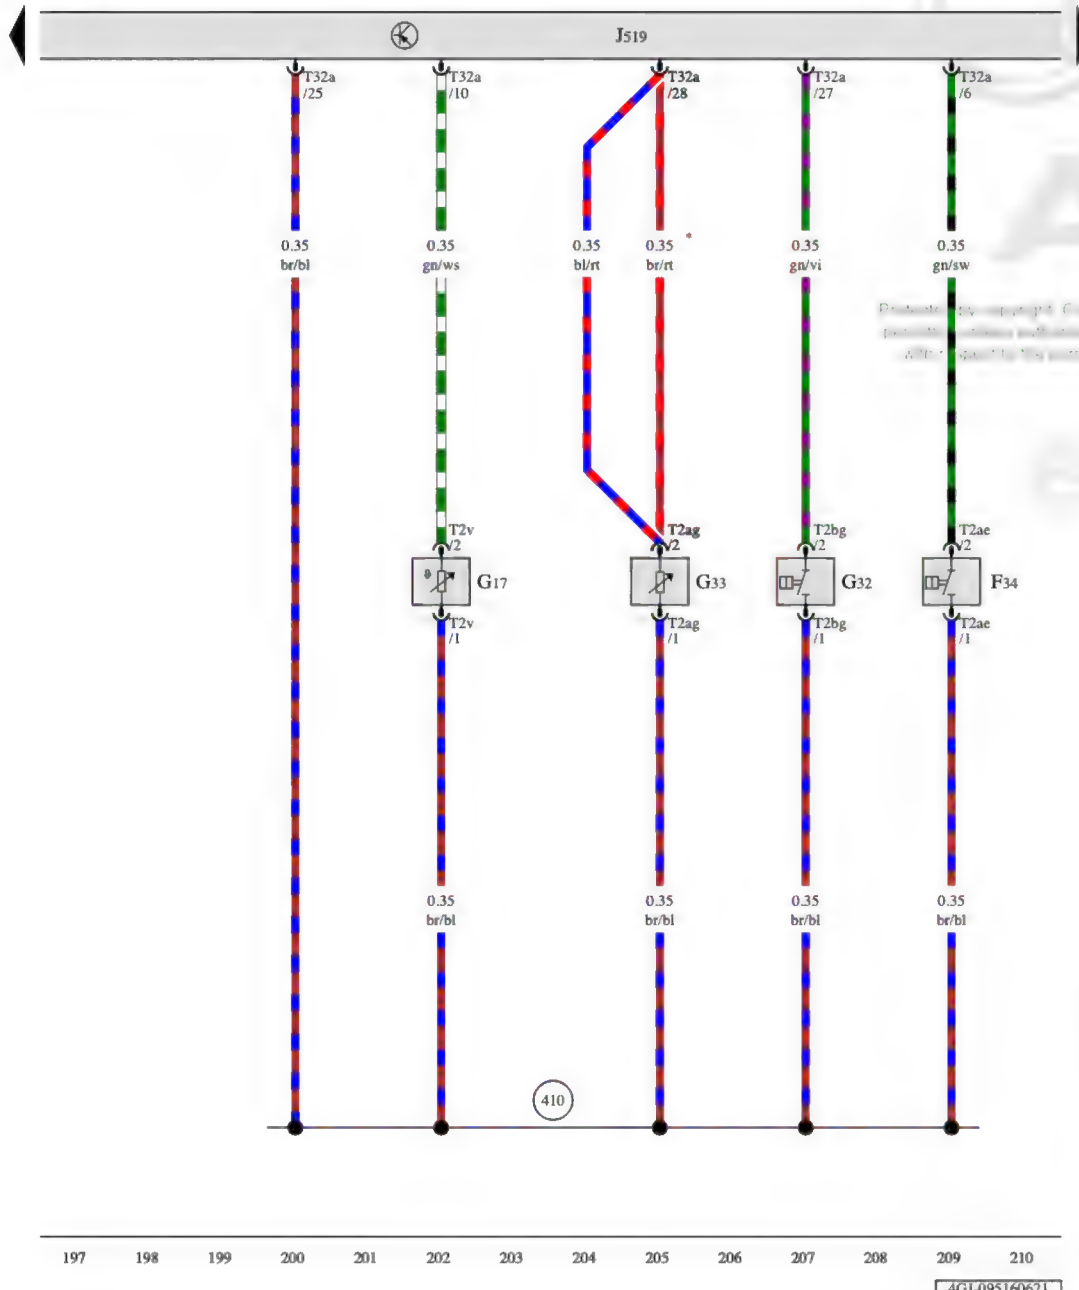 J519
T32a /25
T32a /10
T32a /28
T32a /27
T32a /6
0.35 br/bl
0.35 gn/ws
0.35 bl/rt
0.35 br/rt
*
0.35 gn/vi
0.35 gn/sw
T2v /2
T2ag /2
T2bg /2
T2ae /2
G17
G33
G32
F34
T2v /1
T2ag /1
T2bg /1
T2ae /1
0.35 br/bl
0.35 br/bl
0.35 br/bl
0.35 br/bl
410
197 198 199 200 201 202 203 204 205 206 207 208 209 210